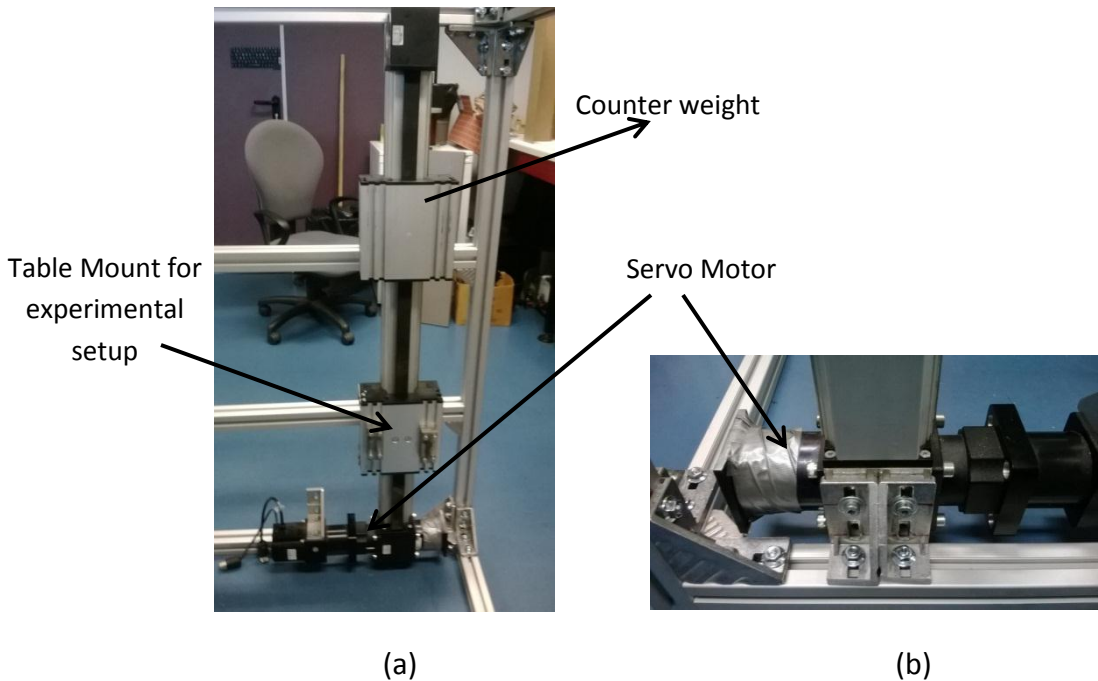 Counter weight
Table Mount for
experimental
setup
Servo Motor
(a)
(b)